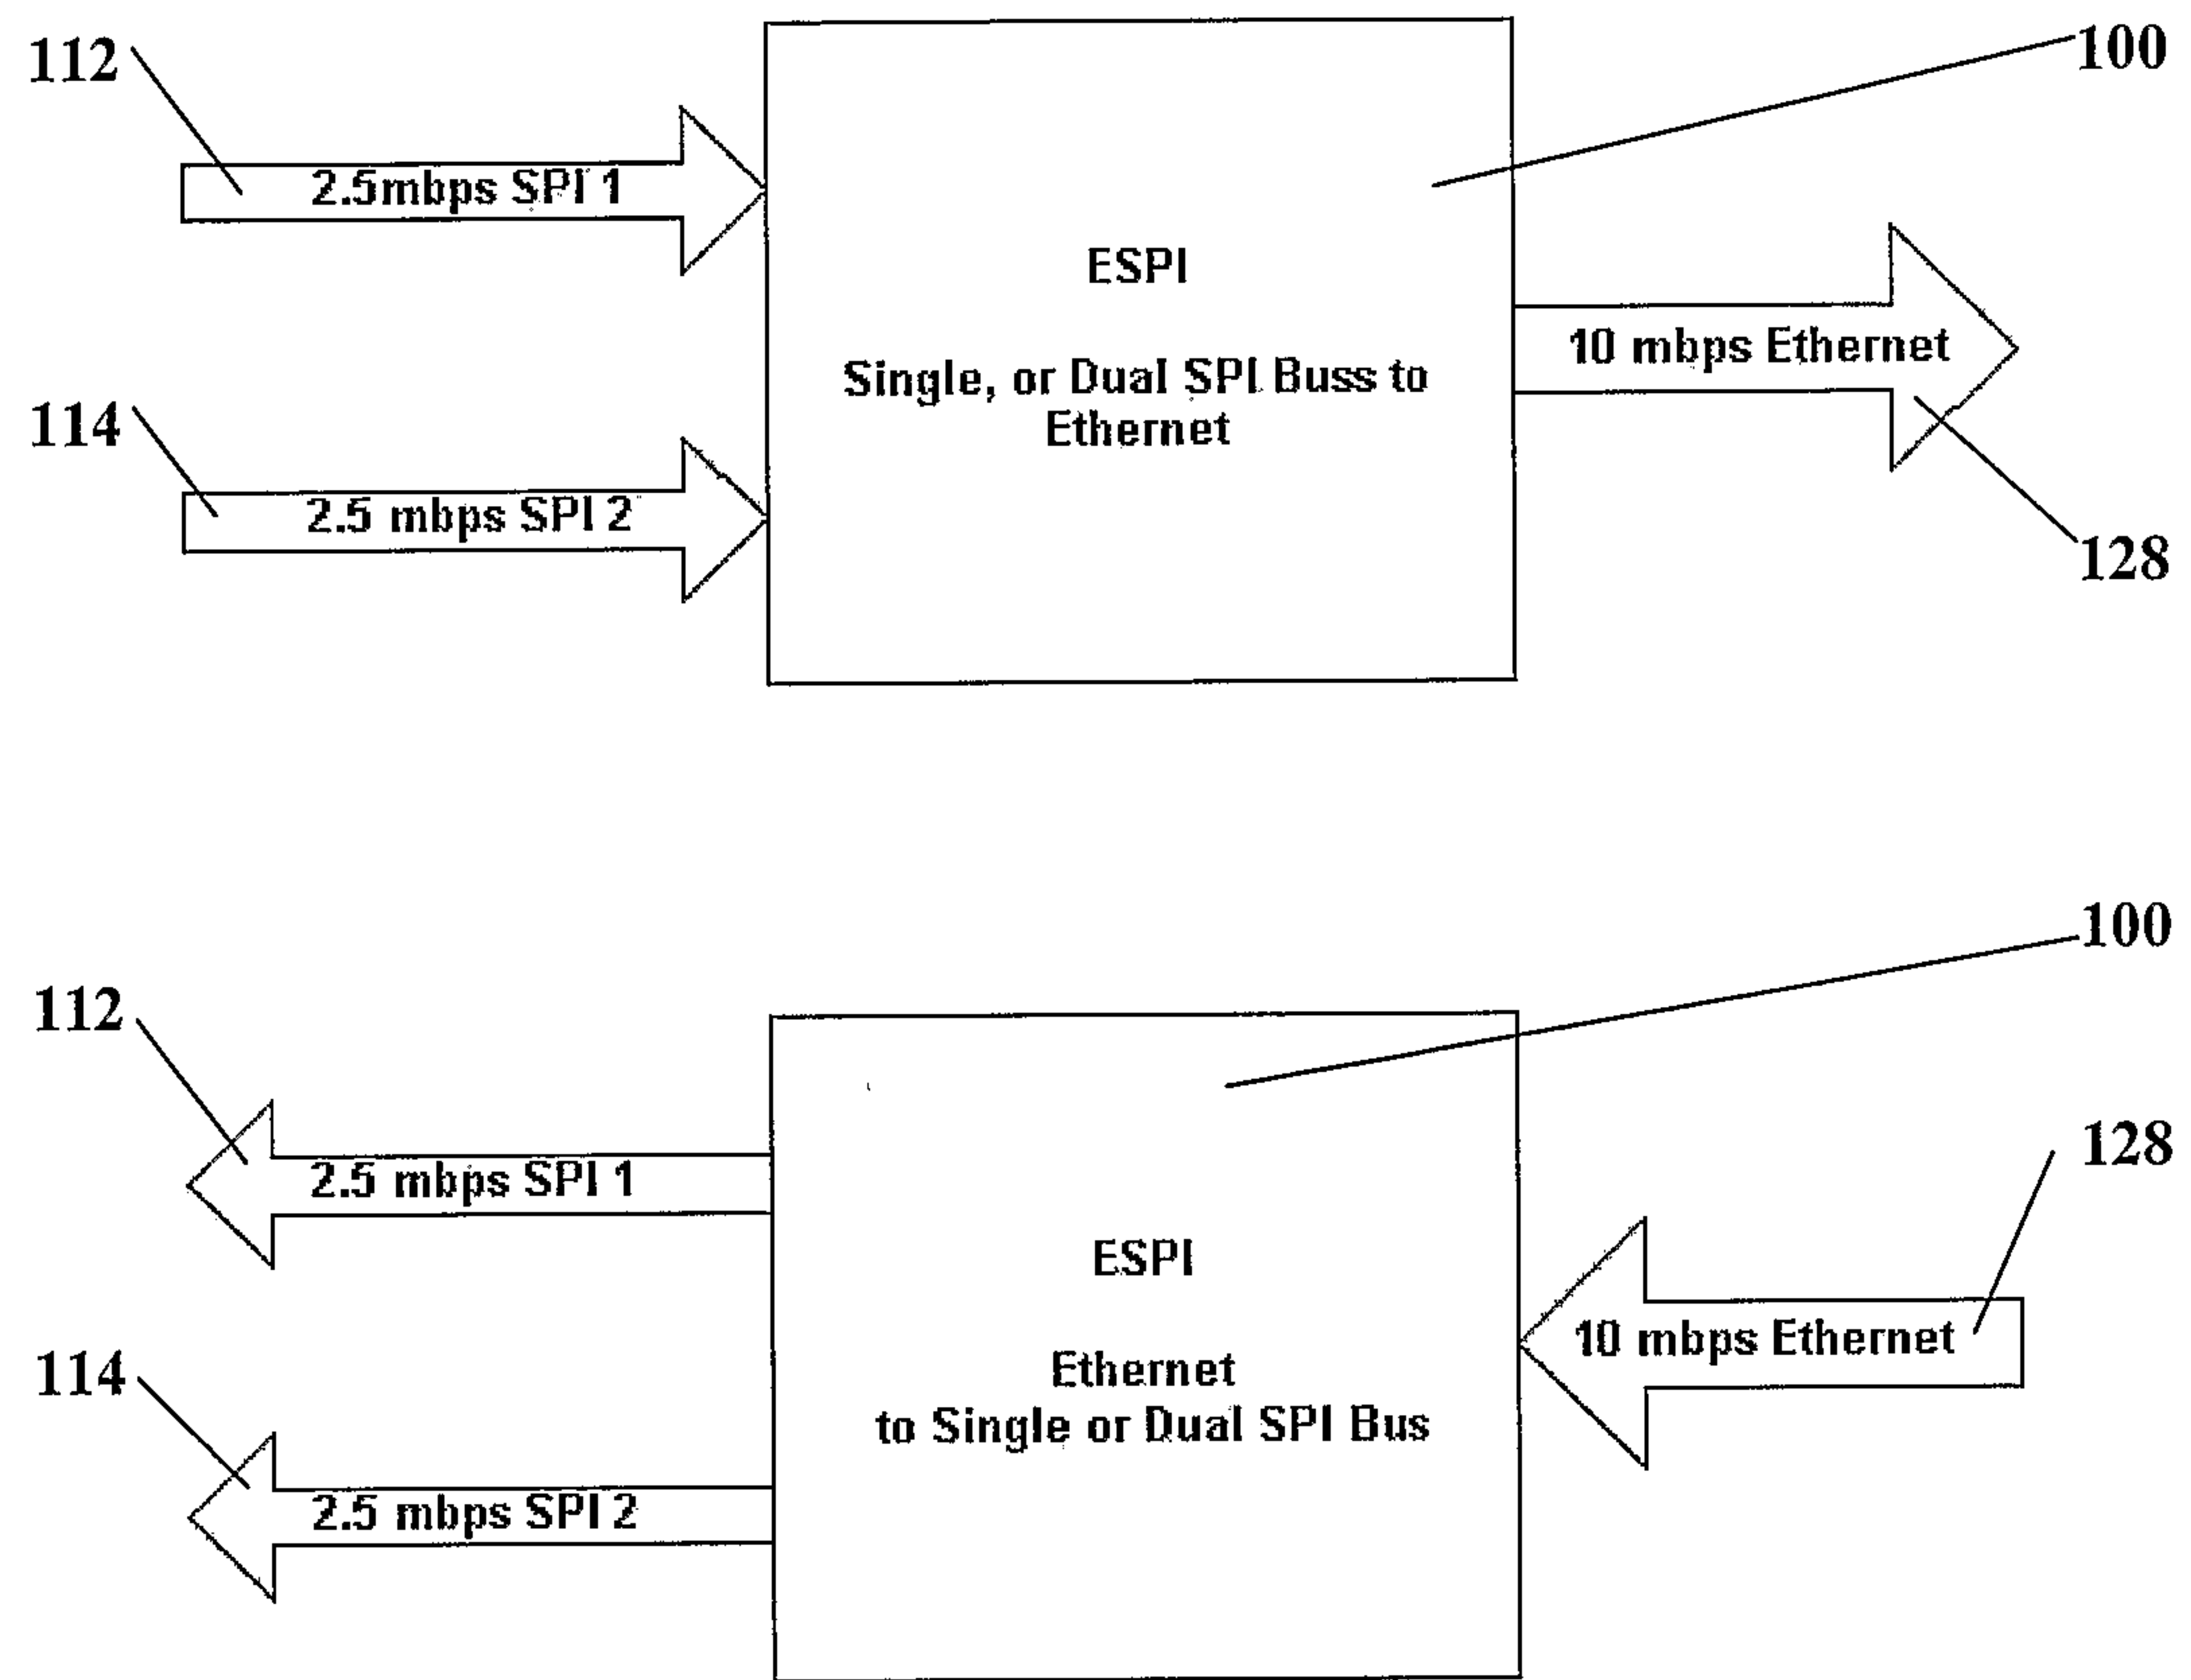 112
100
2.5mbps SPI 1
ESPI
10 mbps Ethernet
Single, or Dual SPI Buss to
Ethernet
114
2.5 mbps SPI 2
128
100
112
128
2.5 mbps SPI 1
ESPI
10 mbps Ethernet
Ethernet
to Single or Dual SPI Bus
114
2.5 mbps SPI 2